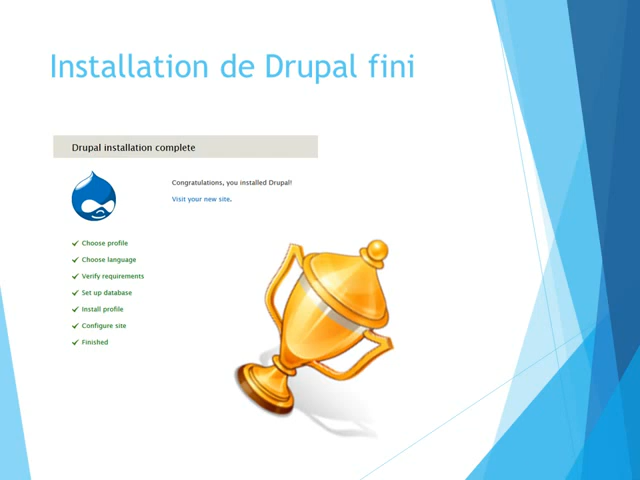 Installation de Drupal fini
Drupal installation complete
Congratulations, you installed Drupal!
Visit your new site.
Choose profile
Choose language
Verify requirements
Set up database
Install profile
Configure site
Finished